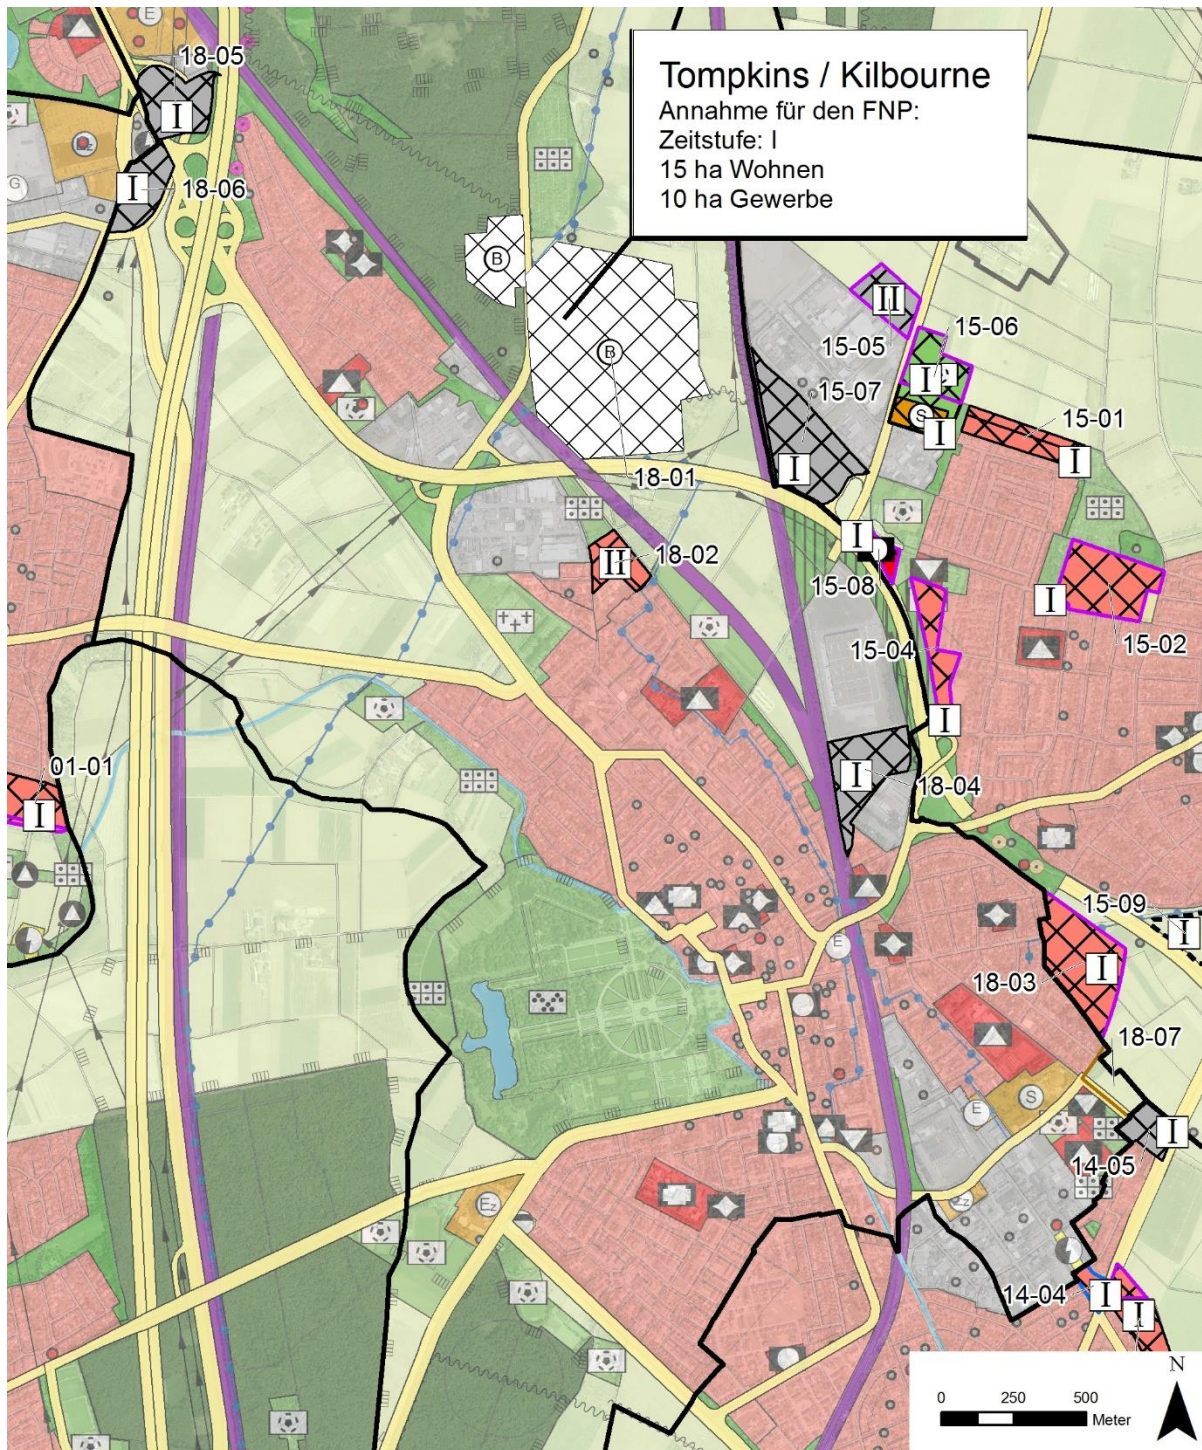 E
18-05
I
Ez
I
18-06
G
Tompkins / Kilbourne
Annahme für den FNP:
Zeitstufe: I
15 ha Wohnen
10 ha Gewerbe
B
B
II
15-05
15-06
I
15-07
S
I
15-01
I
I
18-01
II
18-02
I
15-08
I
15-02
15-04
I
01-01
I
I
18-04
15-09
I
E
18-03
I
18-07
E
S
I
14-05
Ez
14-04
I
I
N
0 250 500
Meter